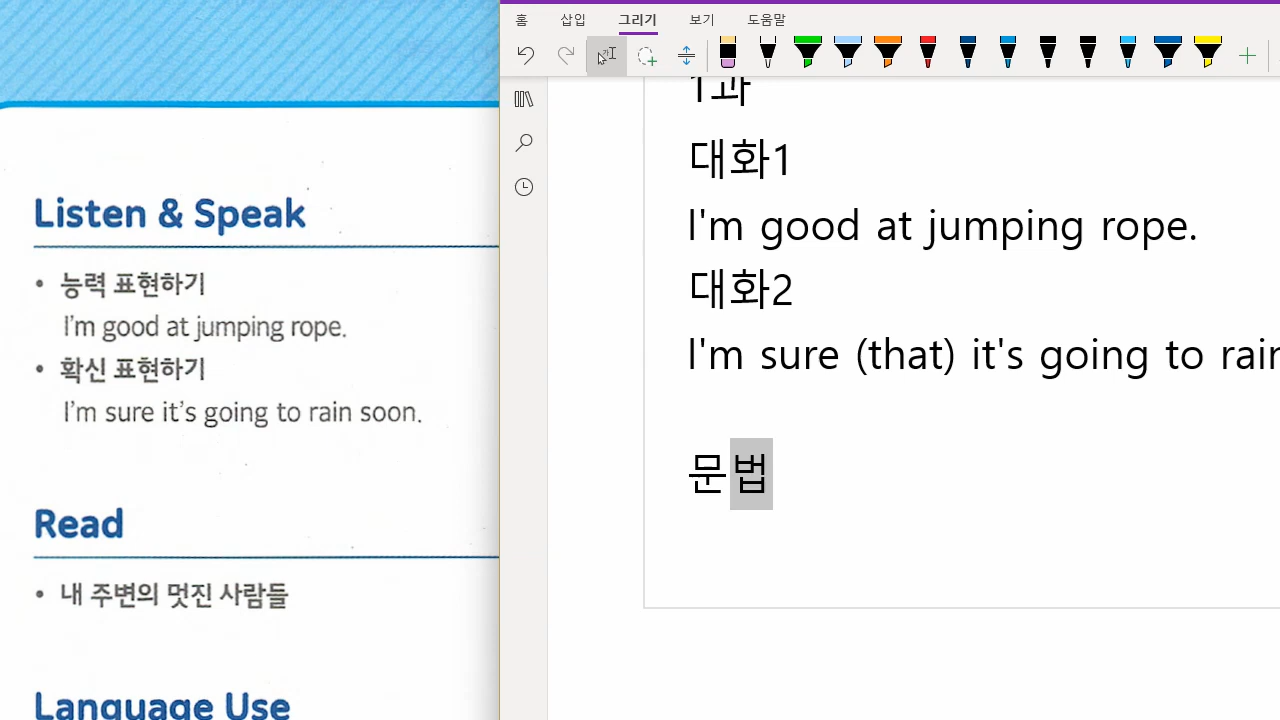 Listen & Speak
• 능력 표현하기
I'm good at jumping rope.
• 확신 표현하기
I'm sure it's going to rain soon.
Read
• 내 주변의 멋진 사람들
Language Use
홈 삽입 그리기 보기 도움말
1과
대화1
I'm good at jumping rope.
대화2
I'm sure (that) it's going to rain
문법